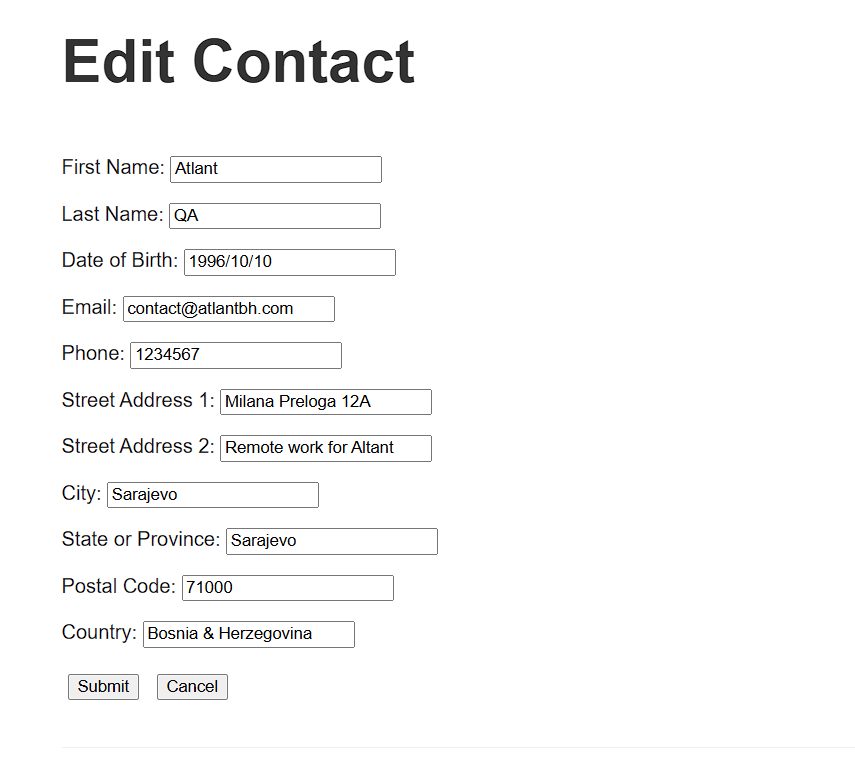 Edit Contact
First Name: Atlant
Last Name: QA
Date of Birth: 1996/10/10
Email: contact@atlantbh.com
Phone: 1234567
Street Address 1: Milana Preloga 12A
Street Address 2: Remote work for Altant
City: Sarajevo
State or Province: Sarajevo
Postal Code: 71000
Country: Bosnia & Herzegovina
Submit Cancel